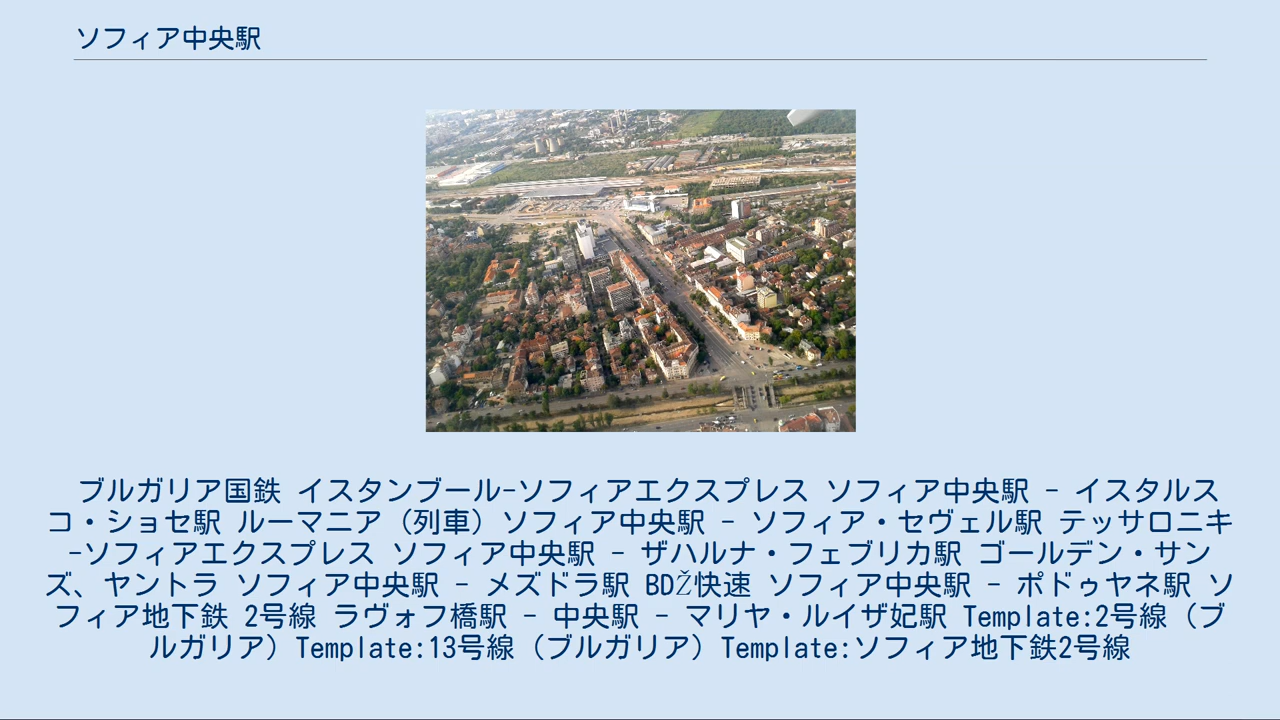 ソフィア中央駅
ブルガリア国鉄 イスタンブール-ソフィアエクスプレス ソフィア中央駅 - イスタルス
コ・ショセ駅 ルーマニア（列車）ソフィア中央駅 - ソフィア・セヴェル駅 テッサロニキ
-ソフィアエクスプレス ソフィア中央駅 - ザハルナ・フェブリカ駅 ゴールデン・サン
ズ、ヤントラ ソフィア中央駅 - メズドラ駅 BDŽ快速 ソフィア中央駅 - ポドゥヤネ駅 ソ
フィア地下鉄 2号線 ラヴォフ橋駅 - 中央駅 - マリヤ・ルイザ妃駅 Template:2号線（ブ
ルガリア）Template:13号線（ブルガリア）Template:ソフィア地下鉄2号線